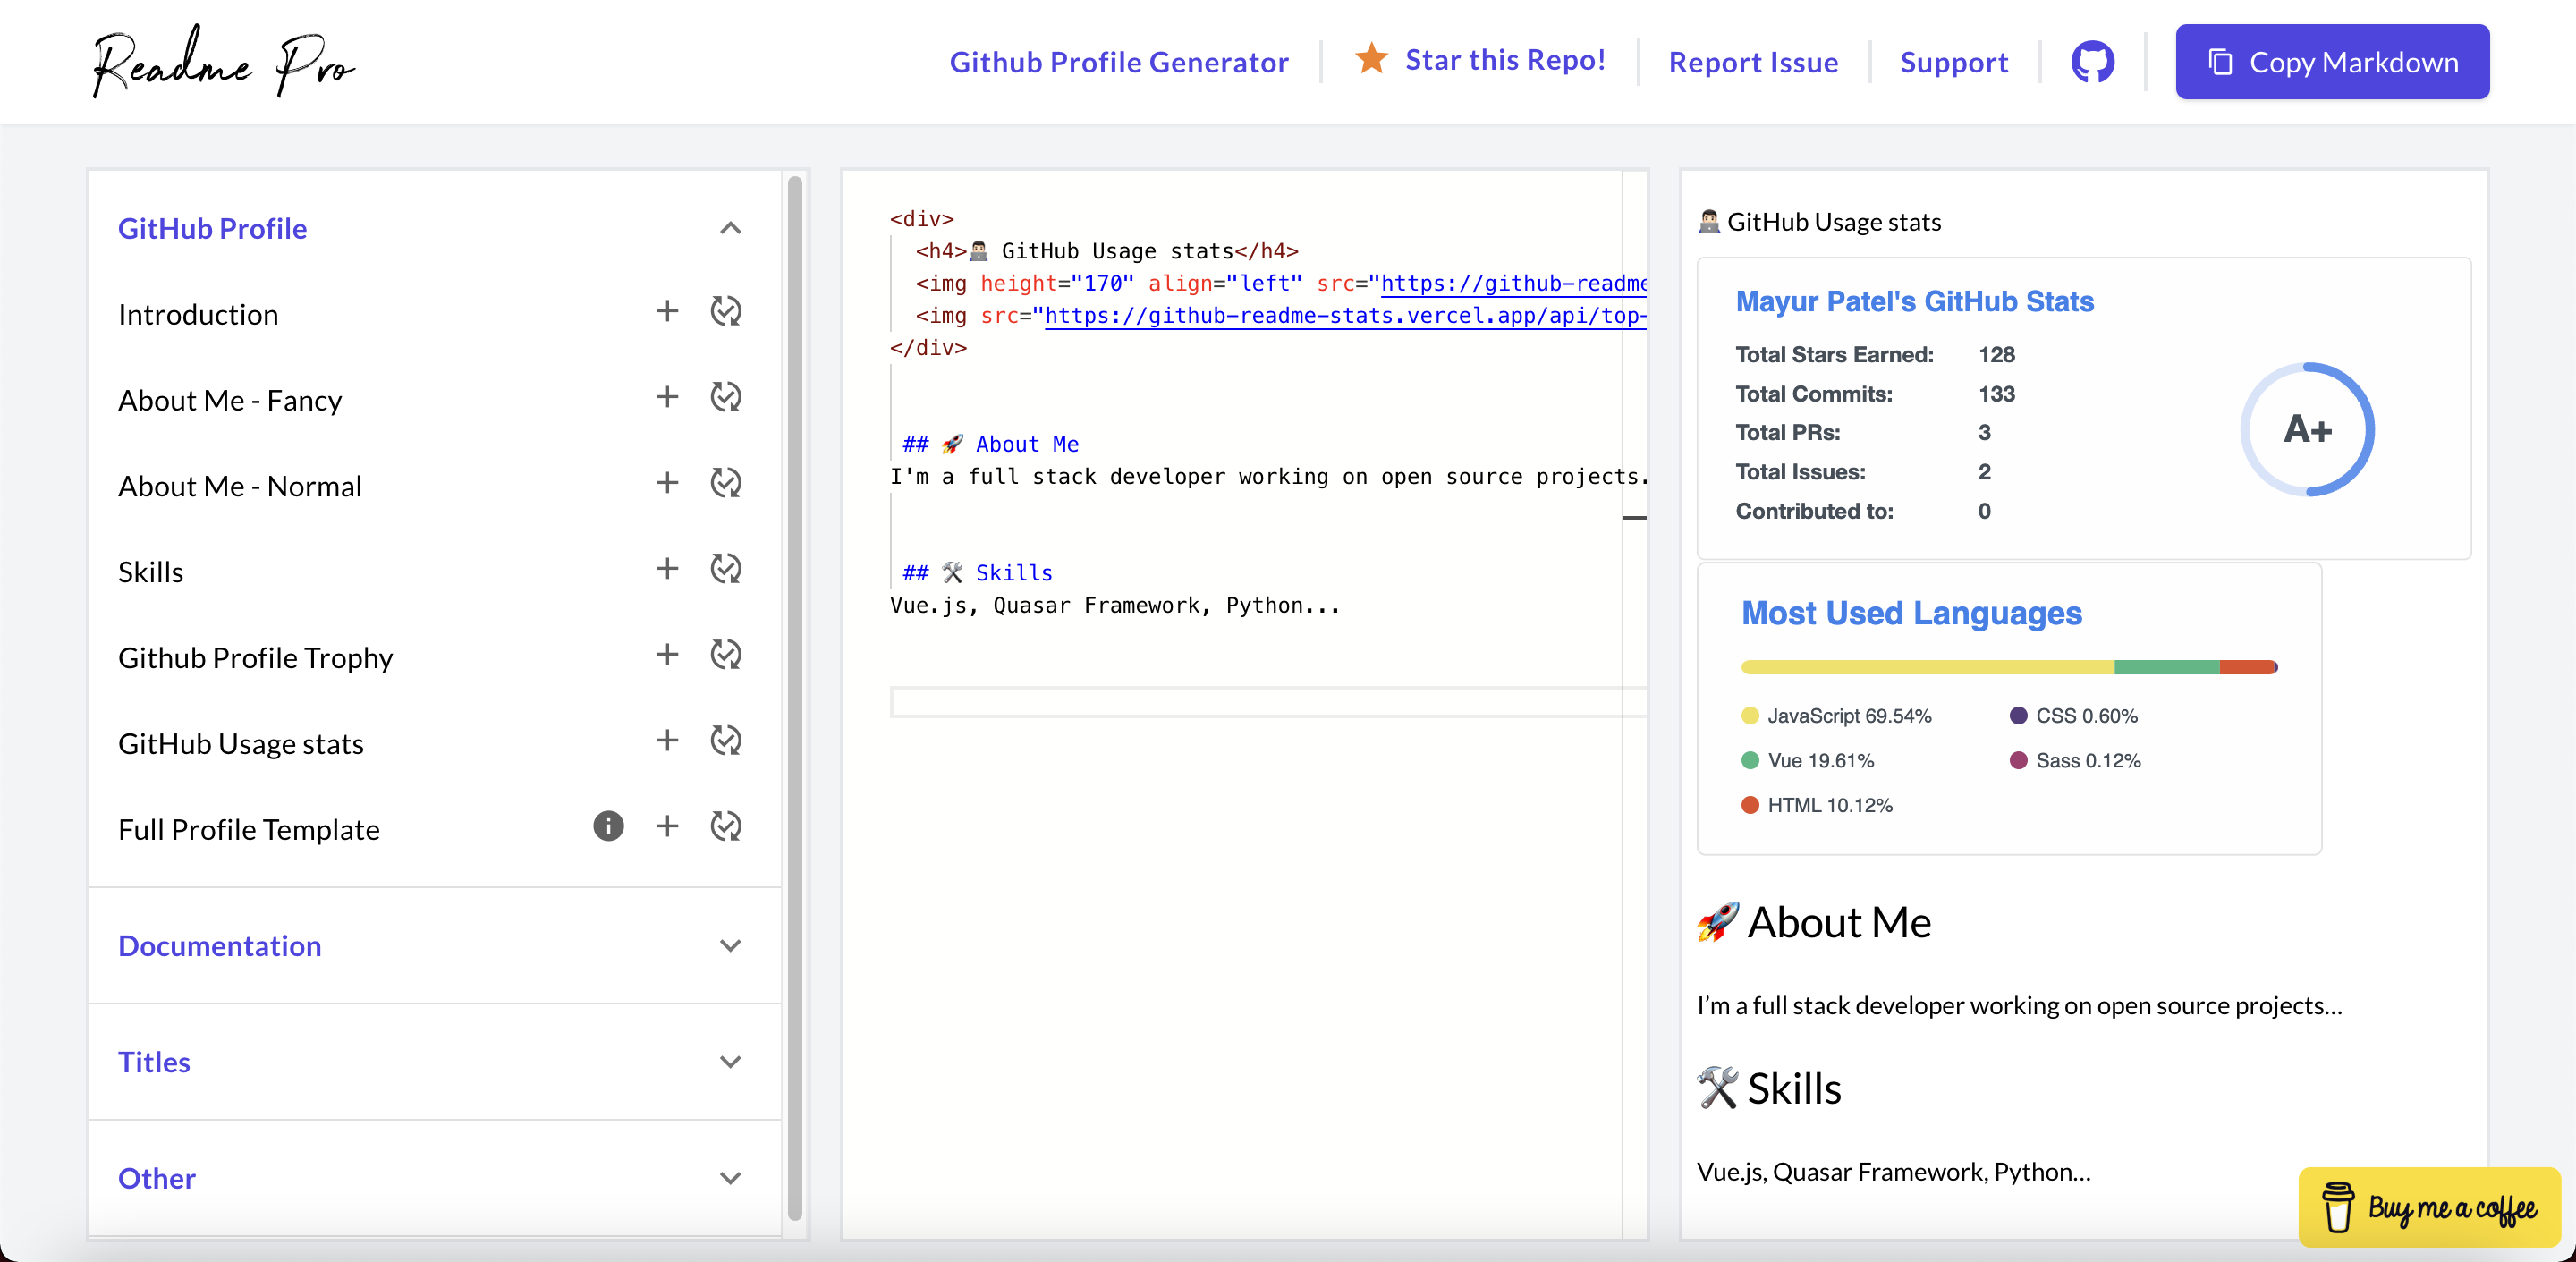 Readme Pro
Github Profile Generator
Star this Repo!
Report Issue
Support
Copy Markdown
GitHub Profile
Introduction
About Me - Fancy
About Me - Normal
Skills
Github Profile Trophy
GitHub Usage stats
Full Profile Template
Documentation
Titles
Other
<div>
<h4>👨🏻‍💻 GitHub Usage stats</h4>
<img height="170" align="left" src="https://github-readme
<img src="https://github-readme-stats.vercel.app/api/top-
</div>
## 🚀 About Me
I'm a full stack developer working on open source projects.
## 🛠 Skills
Vue.js, Quasar Framework, Python...
👨🏻‍💻 GitHub Usage stats
Mayur Patel's GitHub Stats
Total Stars Earned: 128
Total Commits: 133
Total PRs: 3
Total Issues: 2
Contributed to: 0
A+
Most Used Languages
JavaScript 69.54%
CSS 0.60%
Vue 19.61%
Sass 0.12%
HTML 10.12%
🚀 About Me
I’m a full stack developer working on open source projects…
🛠 Skills
Vue.js, Quasar Framework, Python…
Buy me a coffee